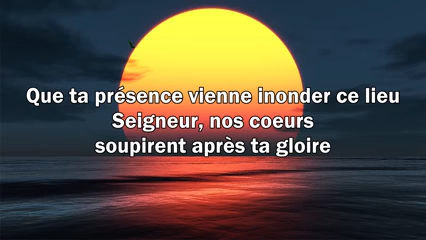 Que ta présence vienne inonder ce lieu
Seigneur, nos coeurs
soupirent après ta gloire